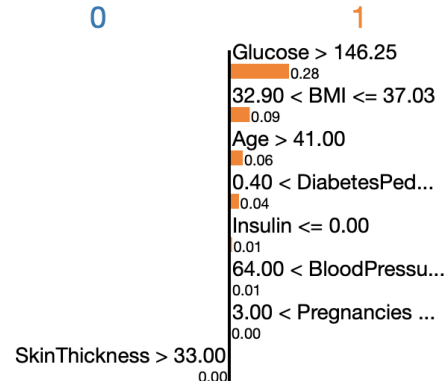 0 1
Glucose > 146.25
0.28
32.90 < BMI <= 37.03
0.09
Age > 41.00
0.06
0.40 < DiabetesPed...
0.04
Insulin <= 0.00
0.01
64.00 < BloodPressu...
0.01
3.00 < Pregnancies ...
0.00
SkinThickness > 33.00
0.00